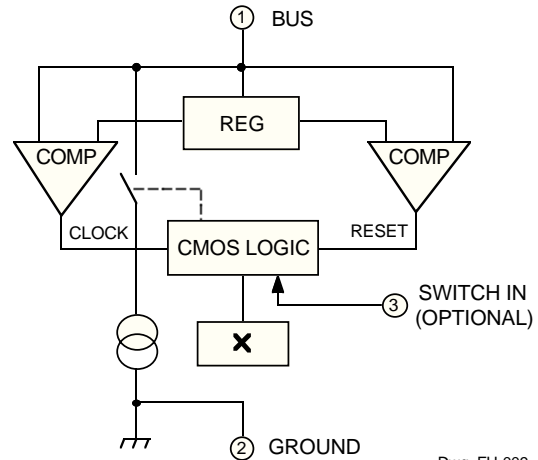 1 BUS
REG
COMP
COMP
CLOCK
CMOS LOGIC
RESET
3 SWITCH IN
(OPTIONAL)
X
2 GROUND